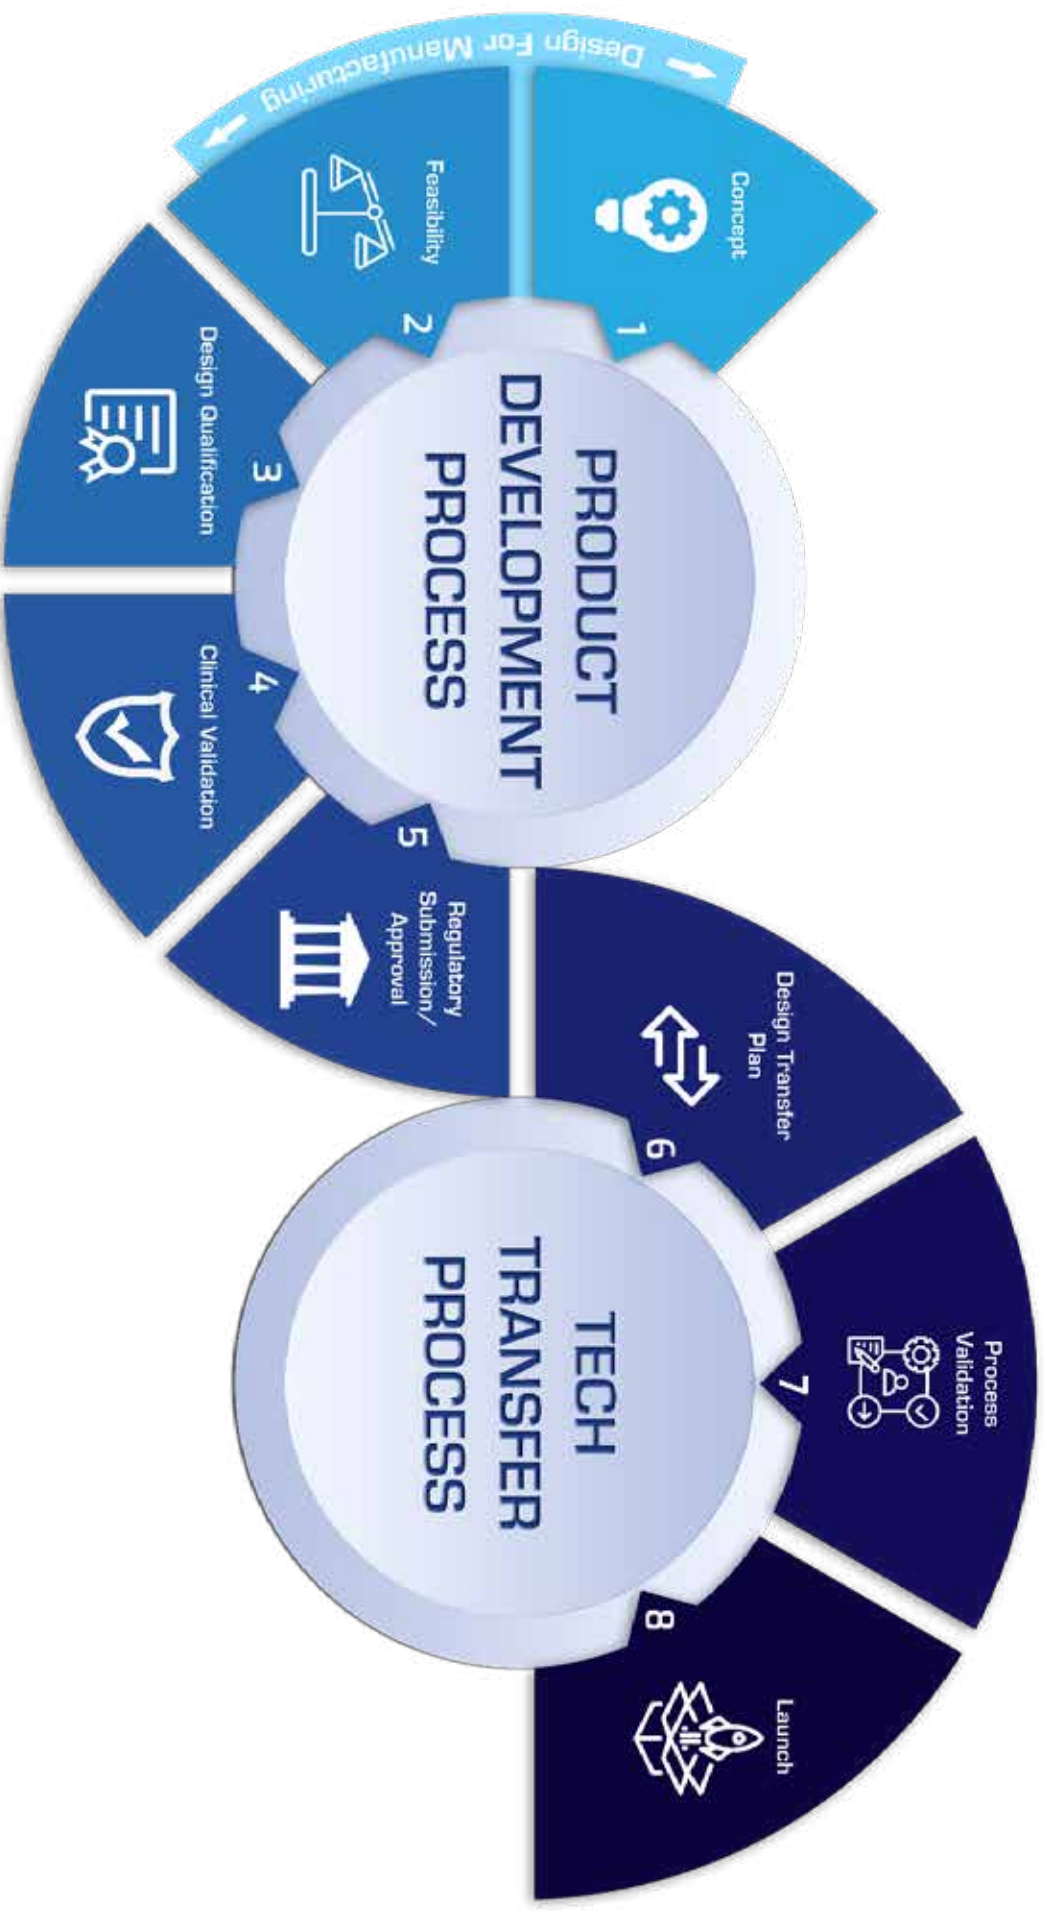 Design For Manufacturing
Concept
1
Feasibility
2
Design Qualification
3
Clinical Validation
4
Regulatory
Submission/
Approval
5
PRODUCT
DEVELOPMENT
PROCESS
Design Transfer
Plan
6
Process
Validation
7
Launch
8
TECH
TRANSFER
PROCESS